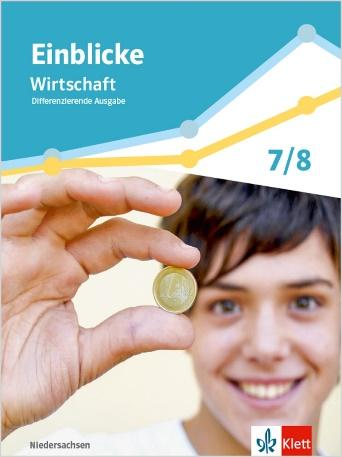 Einblicke
Wirtschaft
Differenzierende Ausgabe
7/8
Niedersachsen
Klett